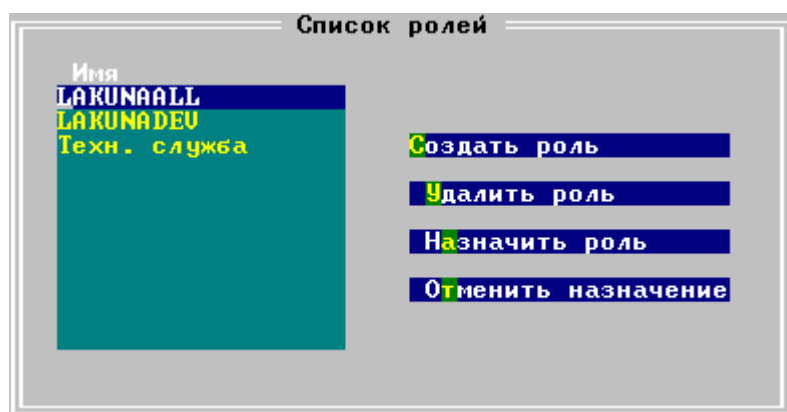 Список ролей
Имя
LAKUNAALL
LAKUNADEV
Техн. служба
Создать роль
Удалить роль
Назначить роль
Отменить назначение